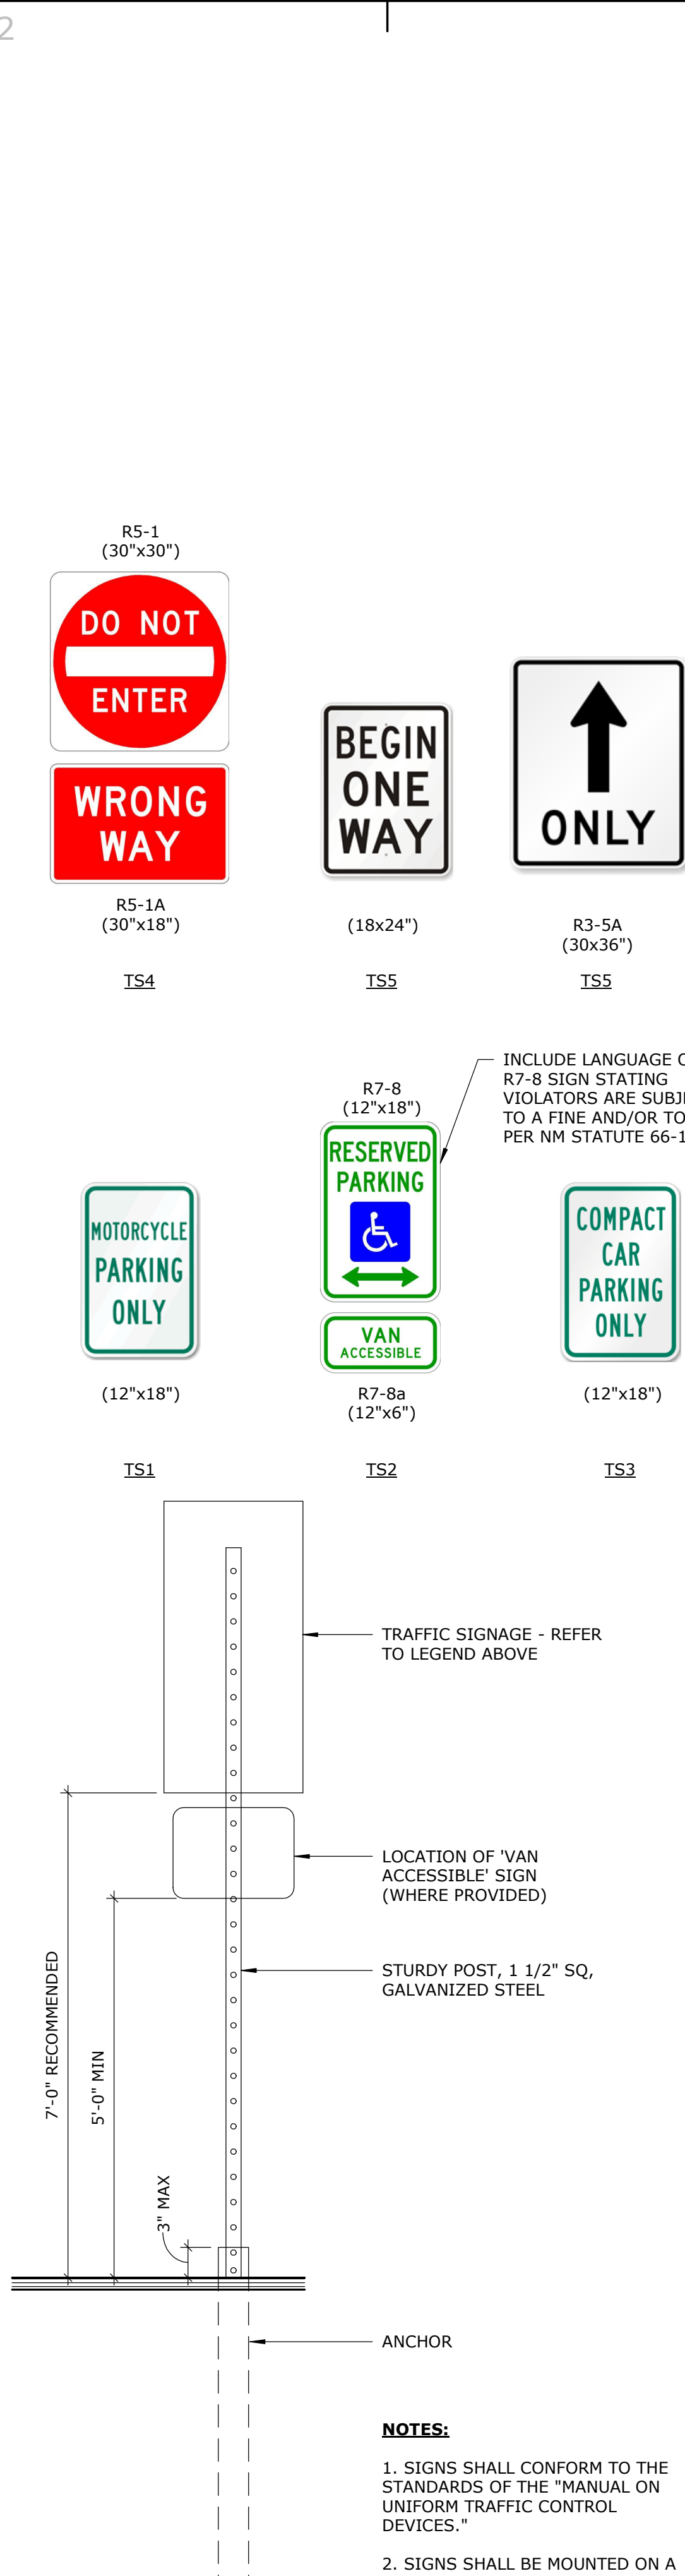 2
R5-1
(30"x30")
DO NOT
ENTER
WRONG
WAY
R5-1A
(30"x18")
TS4
BEGIN
ONE
WAY
(18x24")
TS5
ONLY
R3-5A
(30x36")
TS5
INCLUDE LANGUAGE
R7-8 SIGN STATING
VIOLATORS ARE
TO A FINE AND/OR
PER NM STATUTE
MOTORCYCLE
PARKING
ONLY
(12"x18")
TS1
R7-8
(12"x18")
RESERVED
PARKING
VAN
ACCESSIBLE
R7-8a
(12"x6")
TS2
COMPACT
CAR
PARKING
ONLY
(12"x18")
TS3
TRAFFIC SIGNAGE - REFER
TO LEGEND ABOVE
LOCATION OF 'VAN
ACCESSIBLE' SIGN
(WHERE PROVIDED)
STURDY POST, 1 1/2" SQ,
GALVANIZED STEEL
7'-0" RECOMMENDED
5'-0" MIN
3" MAX
ANCHOR
NOTES:
1. SIGNS SHALL CONFORM TO THE
STANDARDS OF THE "MANUAL ON
UNIFORM TRAFFIC CONTROL
DEVICES."
2. SIGNS SHALL BE MOUNTED ON A